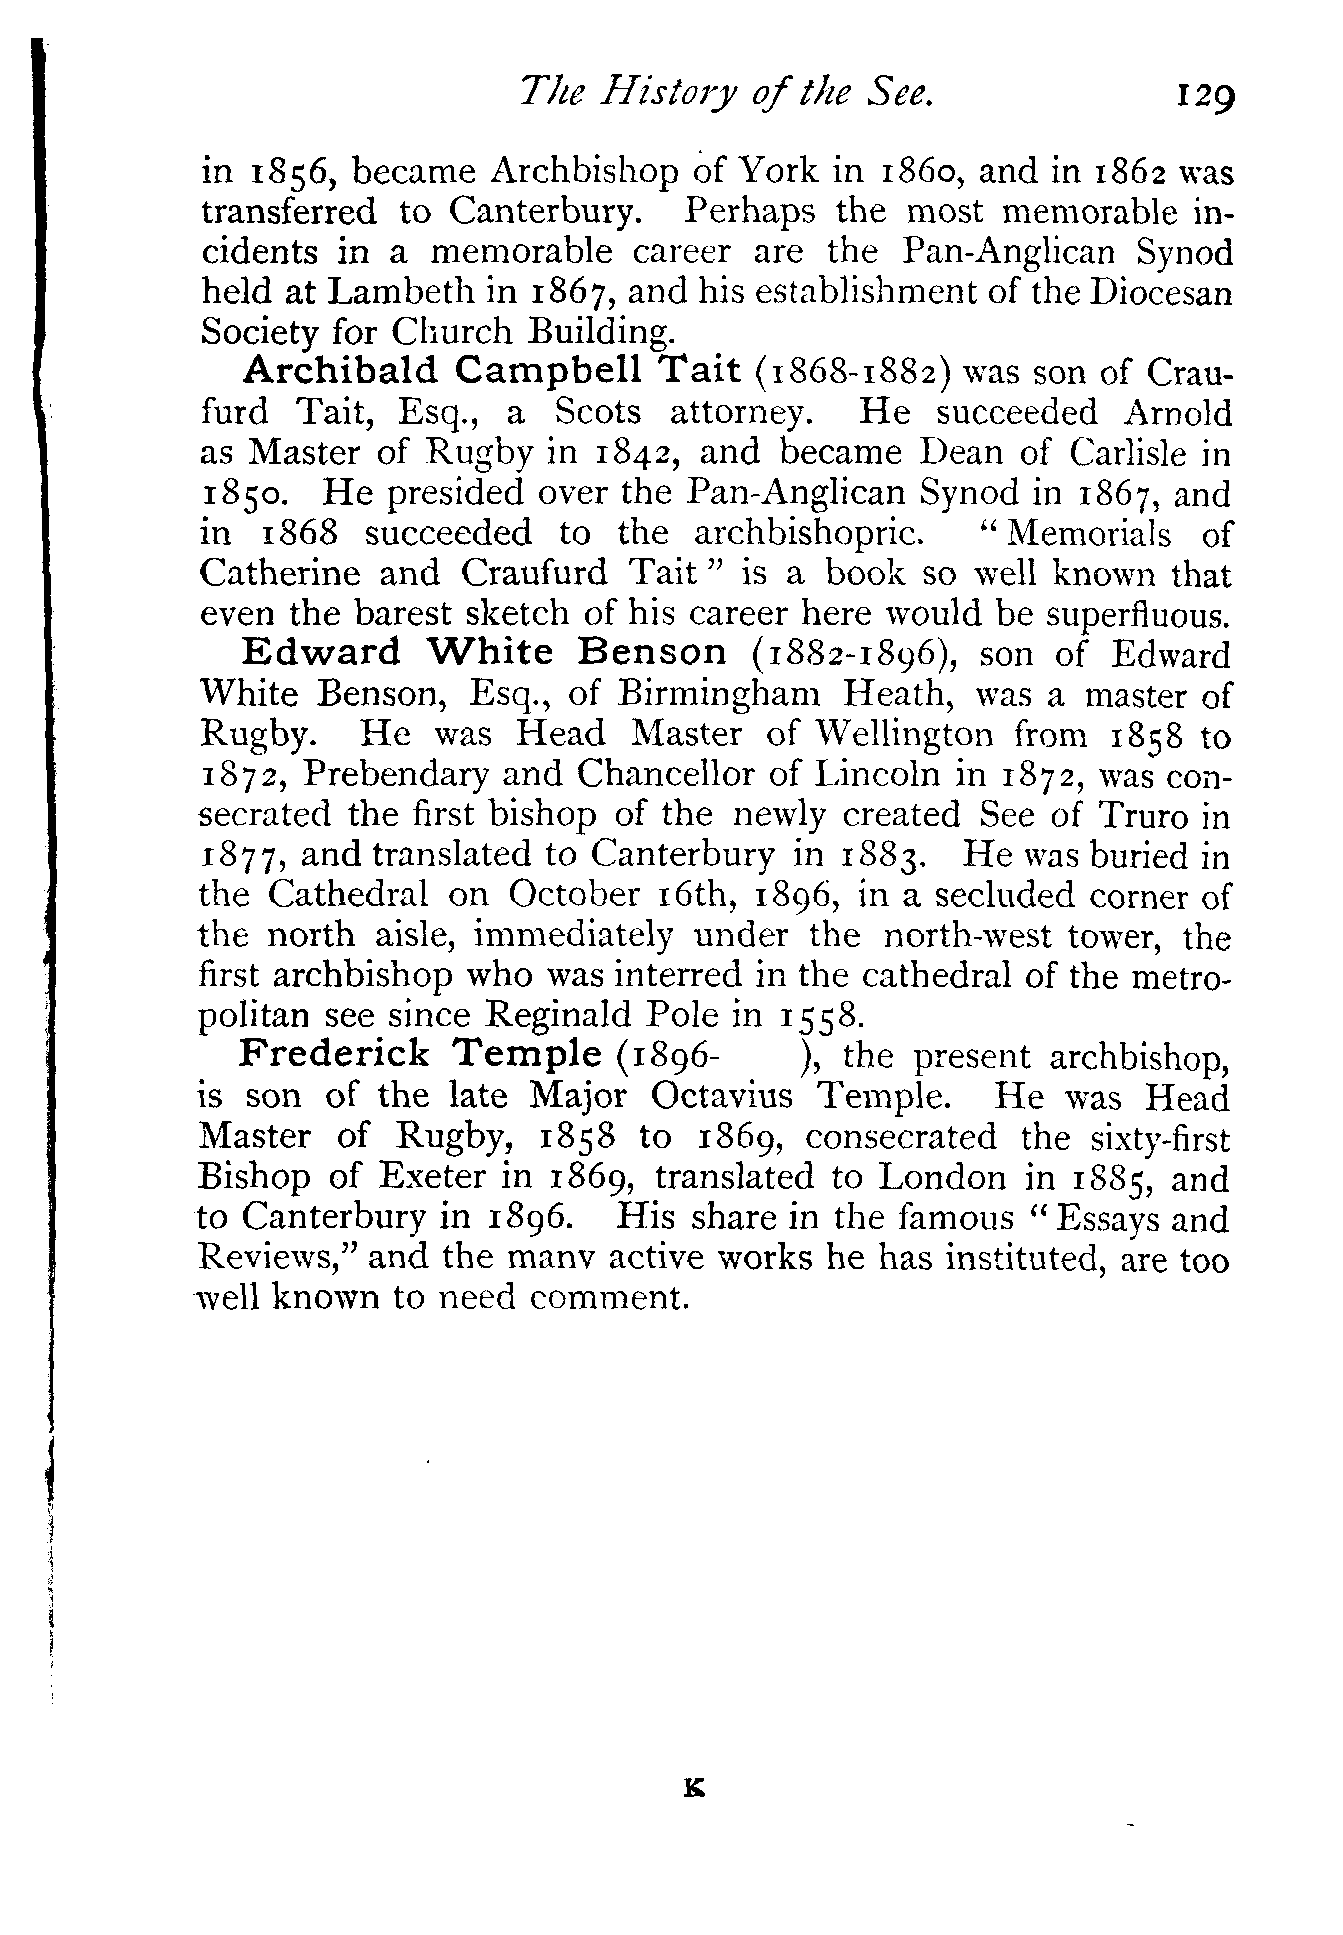 The History of the See. 129
in 1856, became Archbishop of York in 1860, and in 1862 was
transferred to Canterbury. Perhaps the most memorable in-
cidents in a memorable career are the Pan-Anglican Synod
held at Lambeth in 1867, and his establishment of the Diocesan
Society for Church Building.
Archibald Campbell Tait (1868-1882) was son of Crau-
furd Tait, Esq., a Scots attorney. He succeeded Arnold
as Master of Rugby in 1842, and became Dean of Carlisle in
1850. He presided over the Pan-Anglican Synod in 1867, and
in 1868 succeeded to the archbishopric. “Memorials of
Catherine and Craufurd Tait” is a book so well known that
even the barest sketch of his career here would be superfluous.
Edward White Benson (1882-1896), son of Edward
White Benson, Esq., of Birmingham Heath, was a master of
Rugby. He was Head Master of Wellington from 1858 to
1872, Prebendary and Chancellor of Lincoln in 1872, was con-
secrated the first bishop of the newly created See of Truro in
1877, and translated to Canterbury in 1883. He was buried in
the Cathedral on October 16th, 1896, in a secluded corner of
the north aisle, immediately under the north-west tower, the
first archbishop who was interred in the cathedral of the metro-
politan see since Reginald Pole in 1558.
Frederick Temple (1896- ), the present archbishop,
is son of the late Major Octavius Temple. He was Head
Master of Rugby, 1858 to 1869, consecrated the sixty-first
Bishop of Exeter in 1869, translated to London in 1885, and
to Canterbury in 1896. His share in the famous “Essays and
Reviews,” and the many active works he has instituted, are too
well known to need comment.
K